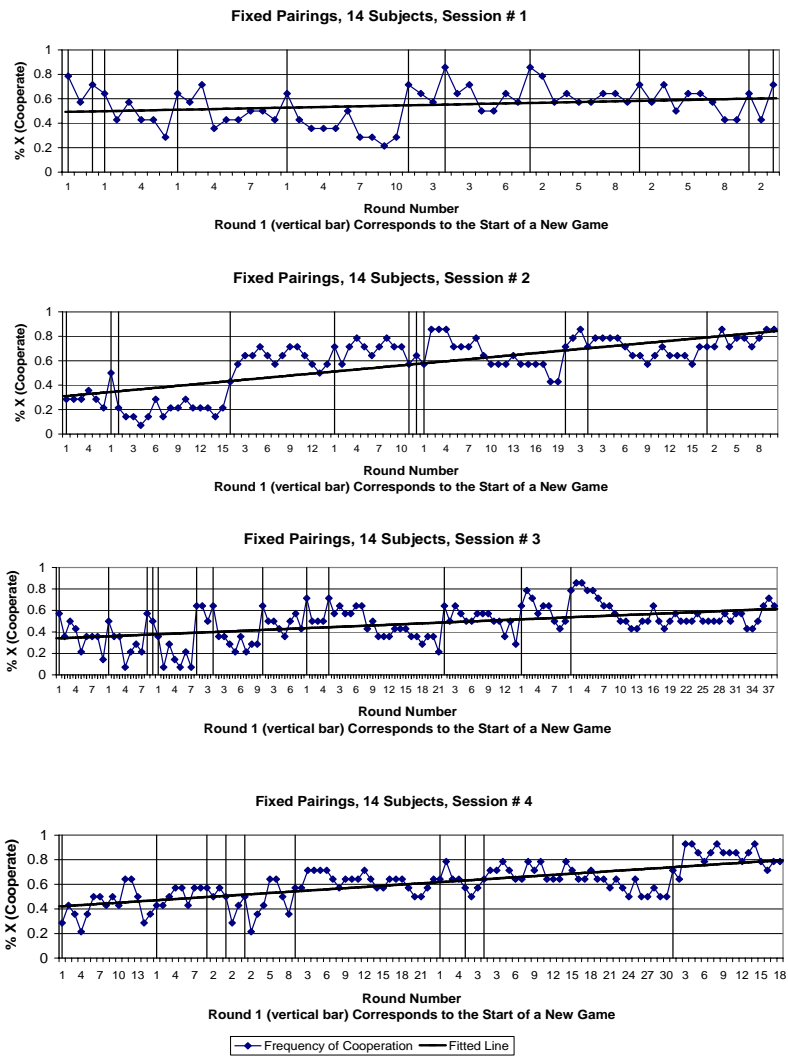 Fixed Pairings, 14 Subjects, Session # 1
1
0.8
0.6
0.4
0.2
0
% X (Cooperate)
1 1 4 1 4 7 1 4 7 10 3 3 6 2 5 8 2 5 8 2
Round Number
Round 1 (vertical bar) Corresponds to the Start of a New Game
Fixed Pairings, 14 Subjects, Session # 2
1
0.8
0.6
0.4
0.2
0
% X (Cooperate)
1 4 1 3 6 9 12 15 3 6 9 12 1 4 7 10 1 4 7 10 13 16 19 3 3 6 9 12 15 2 5 8
Round Number
Round 1 (vertical bar) Corresponds to the Start of a New Game
Fixed Pairings, 14 Subjects, Session # 3
1
0.8
0.6
0.4
0.2
0
% X (Cooperate)
1 4 7 1 4 7 1 4 7 3 3 6 9 3 6 1 3 6 9 12 15 18 21 3 6 9 12 1 4 7 1 4 7 10 13 16 19 22 25 28 31 34 37
Round Number
Round 1 (vertical bar) Corresponds to the Start of a New Game
Fixed Pairings, 14 Subjects, Session # 4
1
0.8
0.6
0.4
0.2
0
% X (Cooperate)
1 4 7 10 13 1 4 7 2 2 2 5 8 3 6 9 12 15 18 21 1 4 3 3 6 9 12 15 18 21 24 27 30 3 6 9 12 15 18
Round Number
Round 1 (vertical bar) Corresponds to the Start of a New Game
Frequency of Cooperation Fitted Line